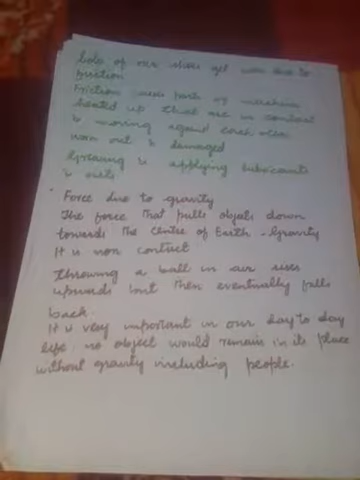 Sole of our shoes get worn due to
friction
Friction make parts of machine
heated up that are in contact
& moving against each other
worn out & damaged
Greasing & applying lubricants
& oils
Force due to gravity
The force that pulls objects down
towards the centre of Earth - Gravity
It is non contact
Throwing a ball in air rises
upwards but then eventually falls
back.
It is very important in our day to day
life. no object would remain in its place
without gravity including people.